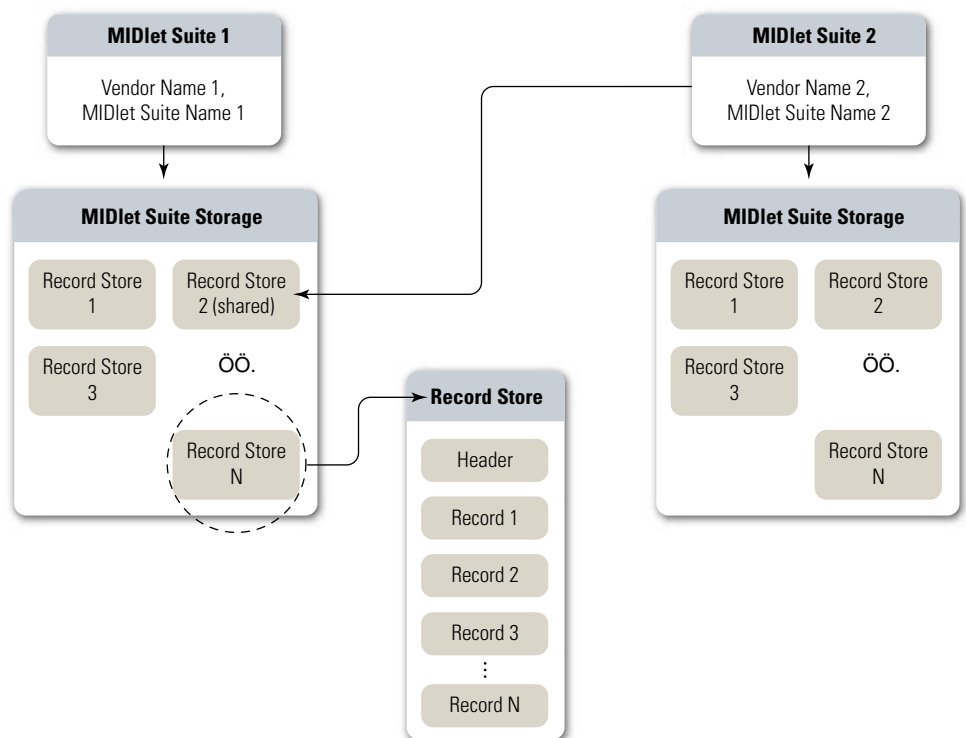 MIDlet Suite 1
Vendor Name 1,
MIDlet Suite Name 1
MIDlet Suite 2
Vendor Name 2,
MIDlet Suite Name 2
MIDlet Suite Storage
Record Store
1
Record Store
2 (shared)
Record Store
3
ÖÖ.
Record Store
N
Record Store
Header
Record 1
Record 2
Record 3
⋮
Record N
MIDlet Suite Storage
Record Store
1
Record Store
2
Record Store
3
ÖÖ.
Record Store
N